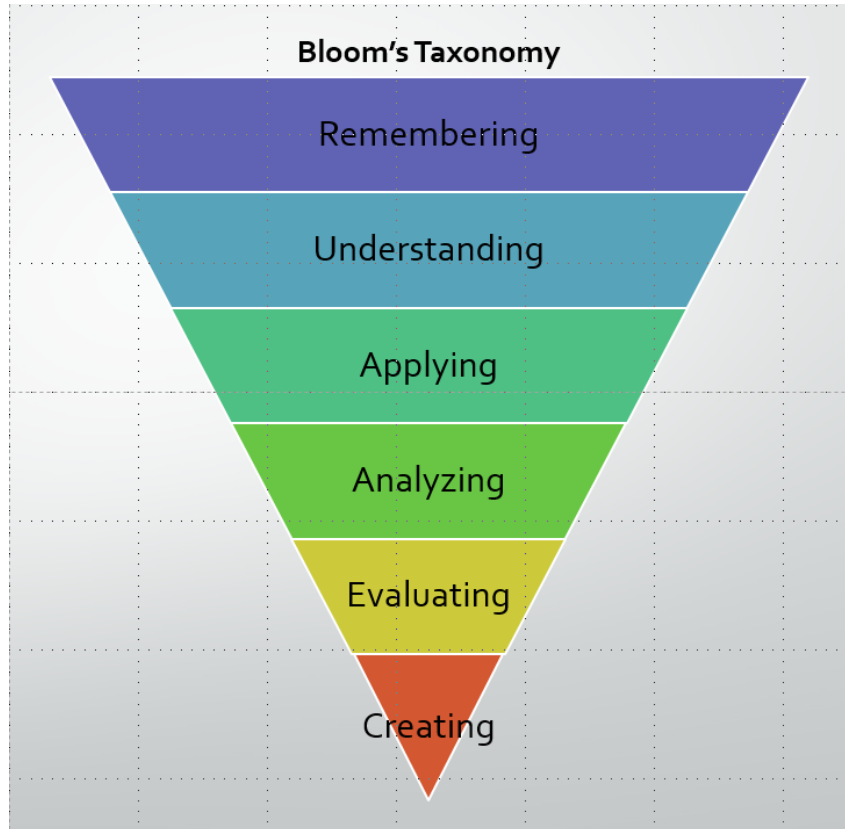 Bloom's Taxonomy
Remembering
Understanding
Applying
Analyzing
Evaluating
Creating